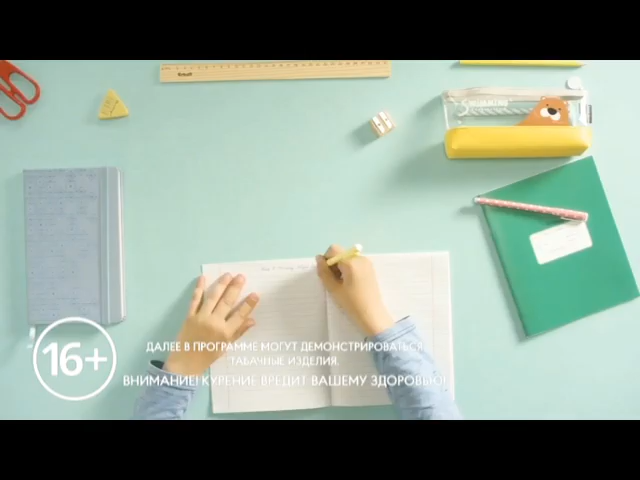 16+
ДАЛЕЕ В ПРОГРАММЕ МОГУТ ДЕМОНСТРИРОВАТЬСЯ
ТАБАЧНЫЕ ИЗДЕЛИЯ.
ВНИМАНИЕ! КУРЕНИЕ ВРЕДИТ ВАШЕМУ ЗДОРОВЬЮ!